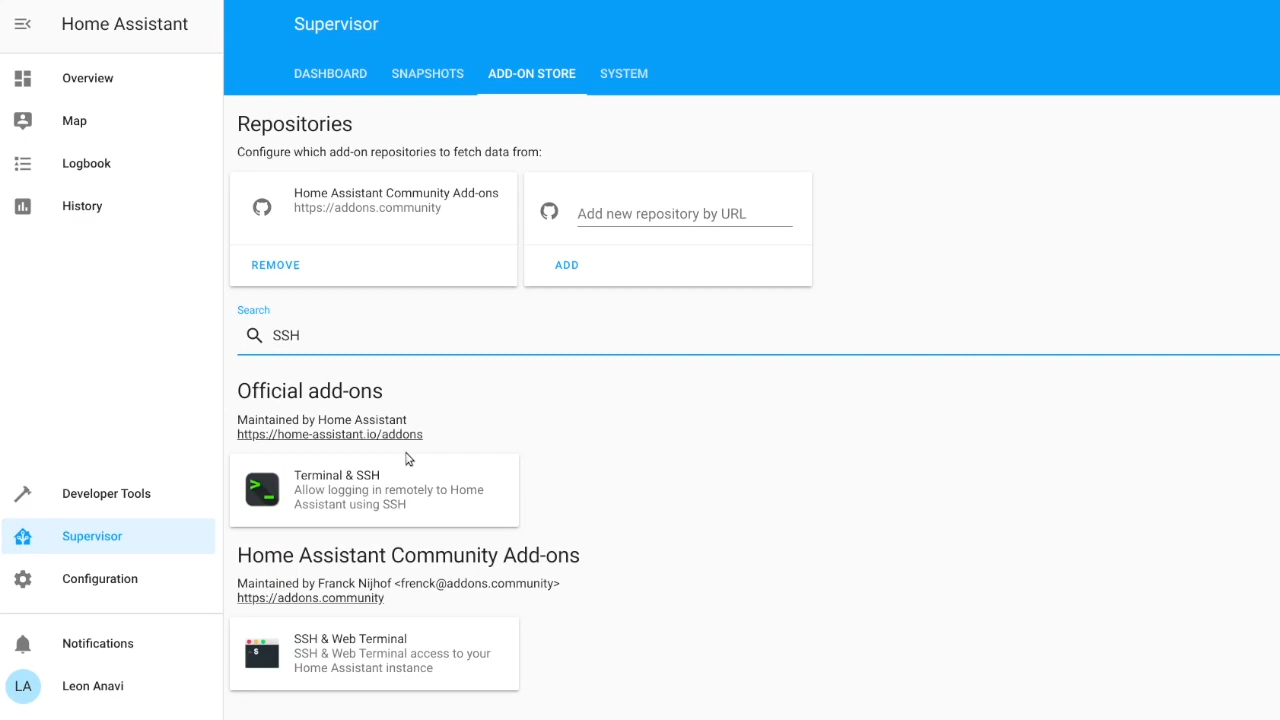 Home Assistant
Overview
Map
Logbook
History
Developer Tools
Supervisor
Configuration
Notifications
LA
Leon Anavi
Supervisor
DASHBOARD
SNAPSHOTS
ADD-ON STORE
SYSTEM
Repositories
Configure which add-on repositories to fetch data from:
Home Assistant Community Add-ons
https://addons.community
REMOVE
Add new repository by URL
ADD
Search
SSH
Official add-ons
Maintained by Home Assistant
https://home-assistant.io/addons
Terminal & SSH
Allow logging in remotely to Home
Assistant using SSH
Home Assistant Community Add-ons
Maintained by Franck Nijhof <frenck@addons.community>
https://addons.community
$
SSH & Web Terminal
SSH & Web Terminal access to your
Home Assistant instance